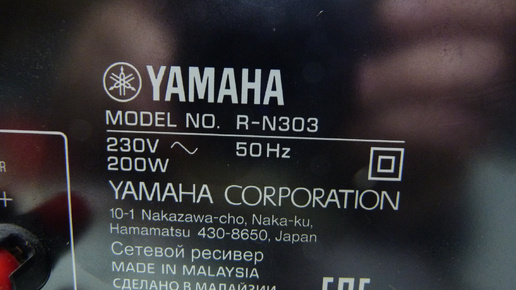 YAMAHA
MODEL NO. R-N303
230V ~ 50Hz
200W
YAMAHA CORPORATION
10-1 Nakazawa-cho, Naka-ku,
Hamamatsu 430-8650, Japan
Сетевой ресивер
MADE IN MALAYSIA
СДЕЛАНО В МАЛАЙЗИИ
R
+